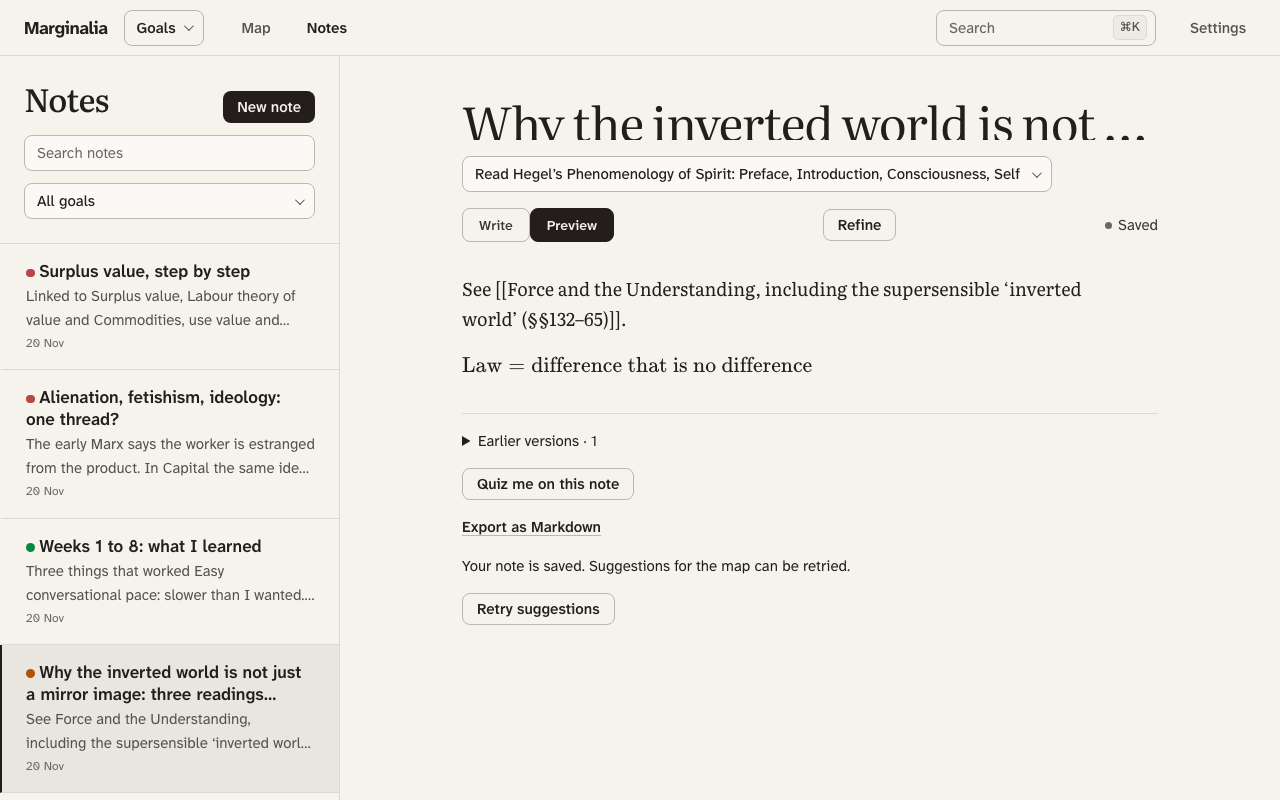 Marginalia
Goals
Map
Notes
Search
⌘K
Settings
Notes
New note
Search notes
All goals
Surplus value, step by step
Linked to Surplus value, Labour theory of
value and Commodities, use value and…
20 Nov
Alienation, fetishism, ideology:
one thread?
The early Marx says the worker is estranged
from the product. In Capital the same ide…
20 Nov
Weeks 1 to 8: what I learned
Three things that worked Easy
conversational pace: slower than I wanted.…
20 Nov
Why the inverted world is not just
a mirror image: three readings…
See Force and the Understanding,
including the supersensible ‘inverted worl…
20 Nov
Why the inverted world is not …
Read Hegel’s Phenomenology of Spirit: Preface, Introduction, Consciousness, Self
Write
Preview
Refine
Saved
See [[Force and the Understanding, including the supersensible ‘inverted
world’ (§§132–65)]].
Law = difference that is no difference
Earlier versions · 1
Quiz me on this note
Export as Markdown
Your note is saved. Suggestions for the map can be retried.
Retry suggestions